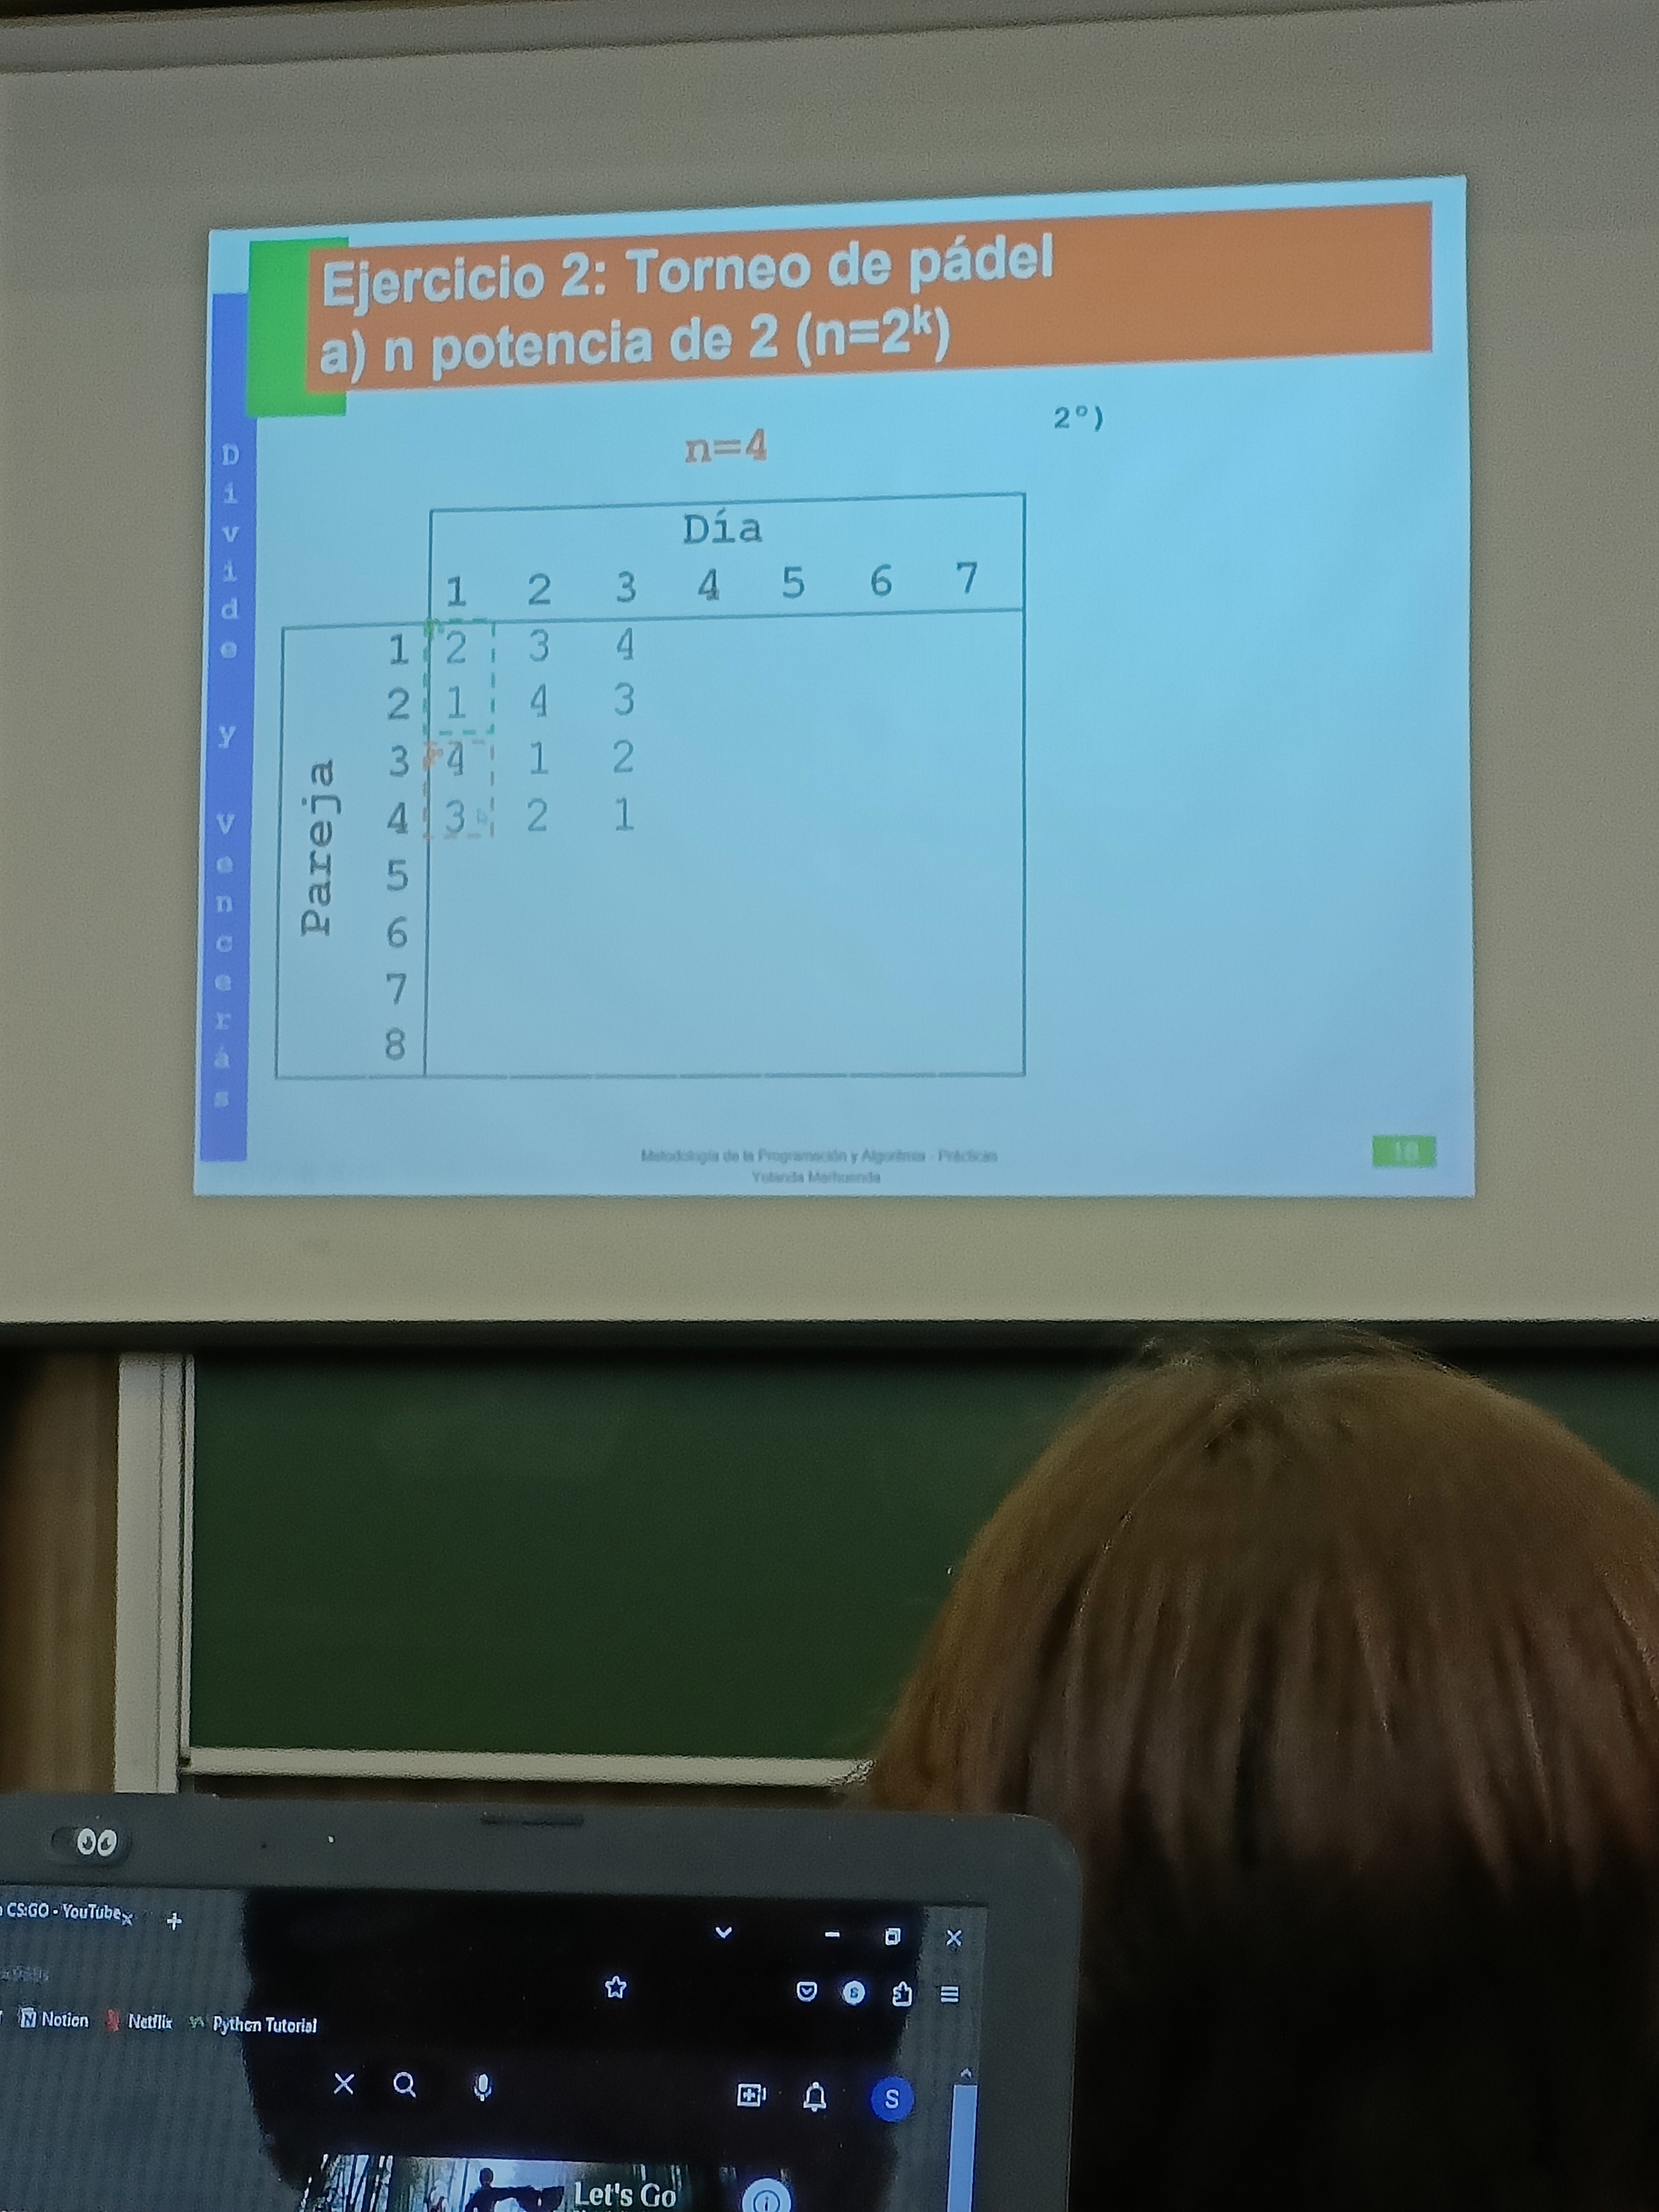 Ejercicio 2: Torneo de pádel
a) n potencia de 2 (n=2ᵏ)
2º)
n=4
Divide y vencerás
Día
1 2 3 4 5 6 7
Pareja
1 2 3 4
2 1 4 3
3 4 1 2
4 3 2 1
5
6
7
8
Metodología de la Programación y Algoritmia - Prácticas
Yolanda Marhuenda
18
CS:GO - YouTube
Notion Netflix Python Tutorial
S
Let's Go